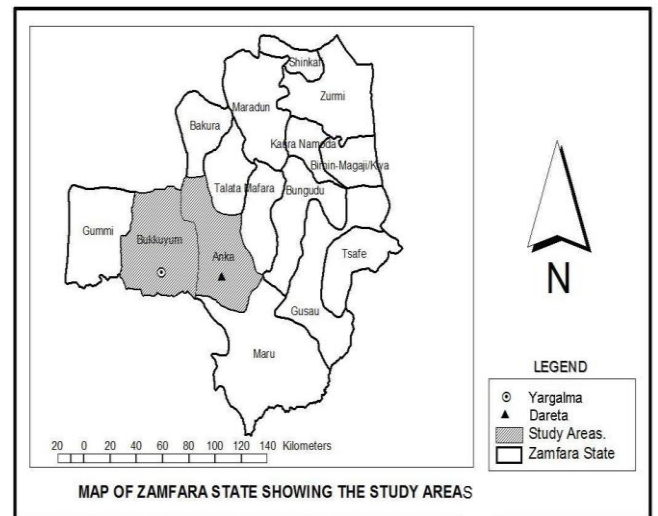 Shinkafi
Zurmi
Maradun
Bakura
Kaura Namoda
Birnin-Magaji/Kiya
Talata Mafara
Bungudu
Gummi
Bukkuyum
Anka
Tsafe
Gusau
Maru
N
20 0 20 40 60 80 100 120 140 Kilometers
LEGEND
Yargalma
Dareta
Study Areas.
Zamfara State
MAP OF ZAMFARA STATE SHOWING THE STUDY AREAS